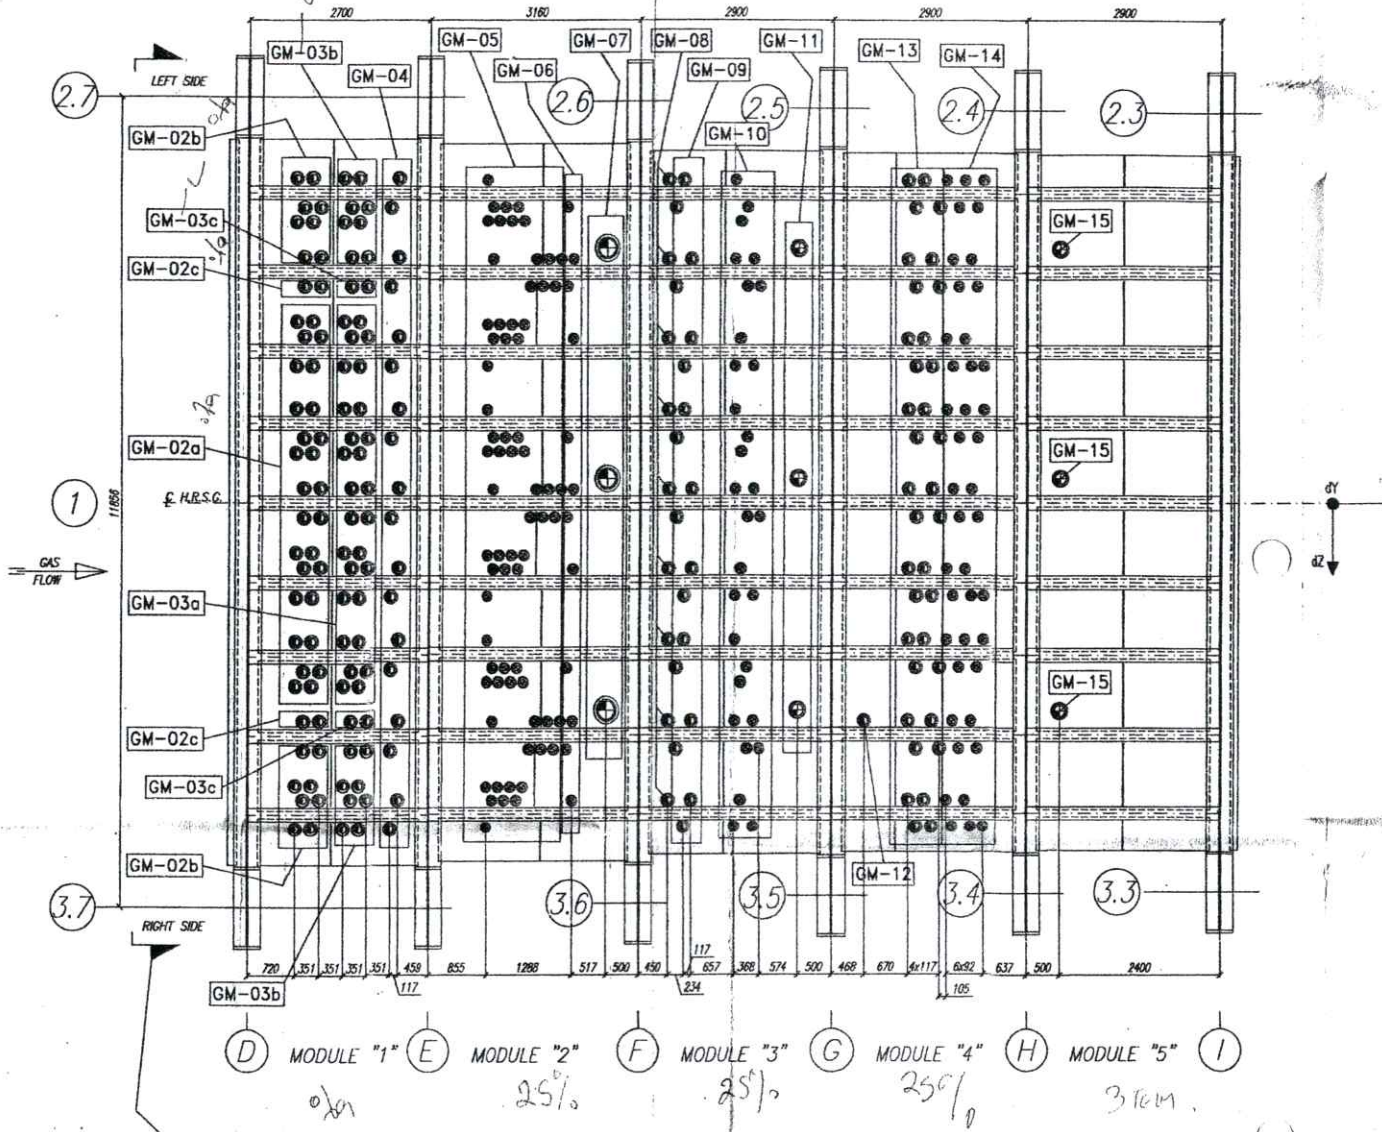 2700 3160 2900 2900 2900
GM-03b GM-05 GM-07 GM-08 GM-11 GM-13 GM-14
LEFT SIDE GM-04 GM-06 GM-09
2.7 2.6 2.5 2.4 2.3
GM-02b GM-10
GM-03c GM-15
GM-02c
GM-02a GM-15
1 11856 ℄ H.R.S.G. dY
GAS
FLOW dZ
GM-03a
GM-15
GM-02c
GM-03c
GM-02b GM-12
3.7 3.6 3.5 3.4 3.3
RIGHT SIDE
117
720 351 351 351 351 459 855 1288 517 500 450 657 368 574 500 468 670 4x117 6x92 637 500 2400
GM-03b 117 234 105
D MODULE "1" E MODULE "2" F MODULE "3" G MODULE "4" H MODULE "5" I
25% 25% 25%